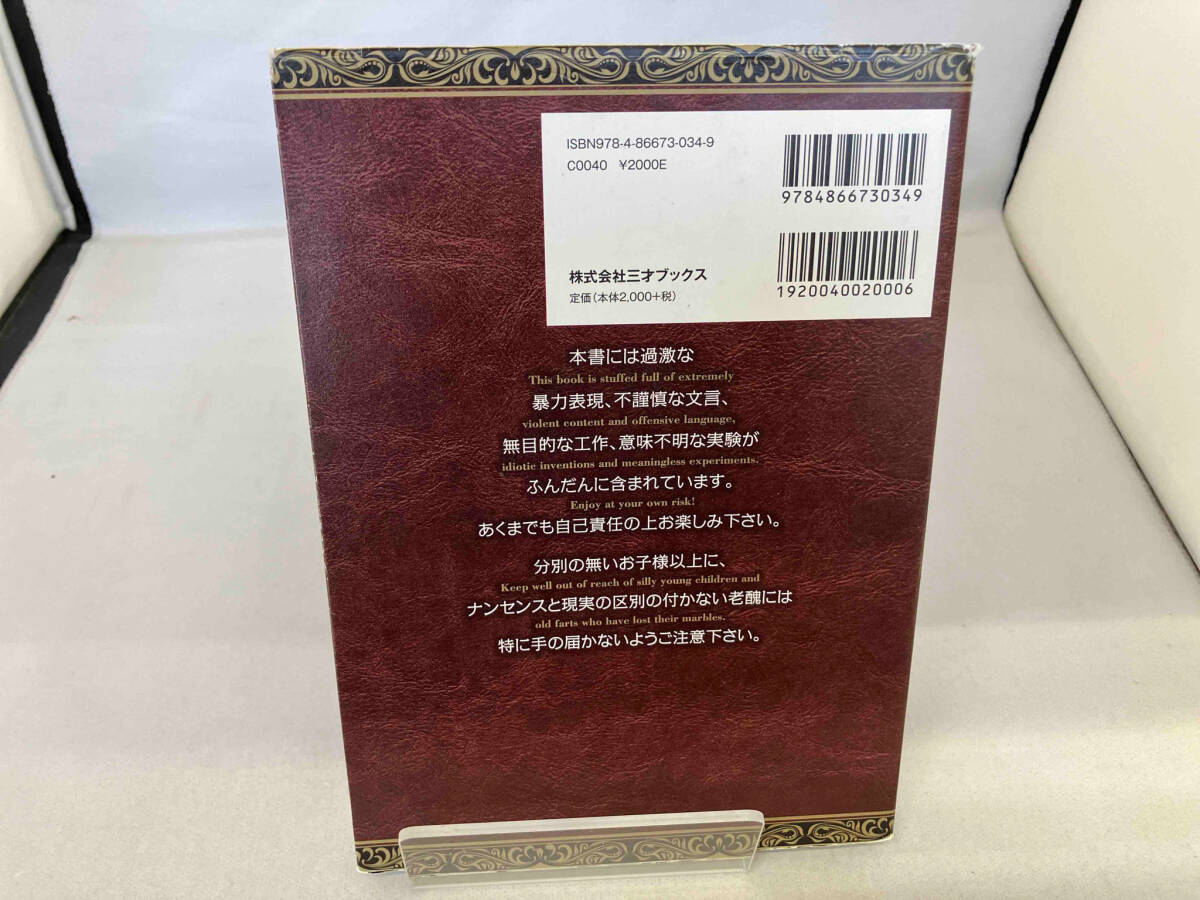 ISBN978-4-86673-034-9
C0040 ¥2000E
9784866730349
株式会社三才ブックス
定価(本体2,000+税)
1920040020006
本書には過激な
This book is stuffed full of extremely
暴力表現、不謹慎な文言、
violent content and offensive language,
無目的な工作、意味不明な実験が
idiotic inventions and meaningless experiments.
ふんだんに含まれています。
Enjoy at your own risk!
あくまでも自己責任の上お楽しみ下さい。
分別の無いお子様以上に、
Keep well out of reach of silly young children and
ナンセンスと現実の区別の付かない老醜には
old farts who have lost their marbles.
特に手の届かないようご注意下さい。